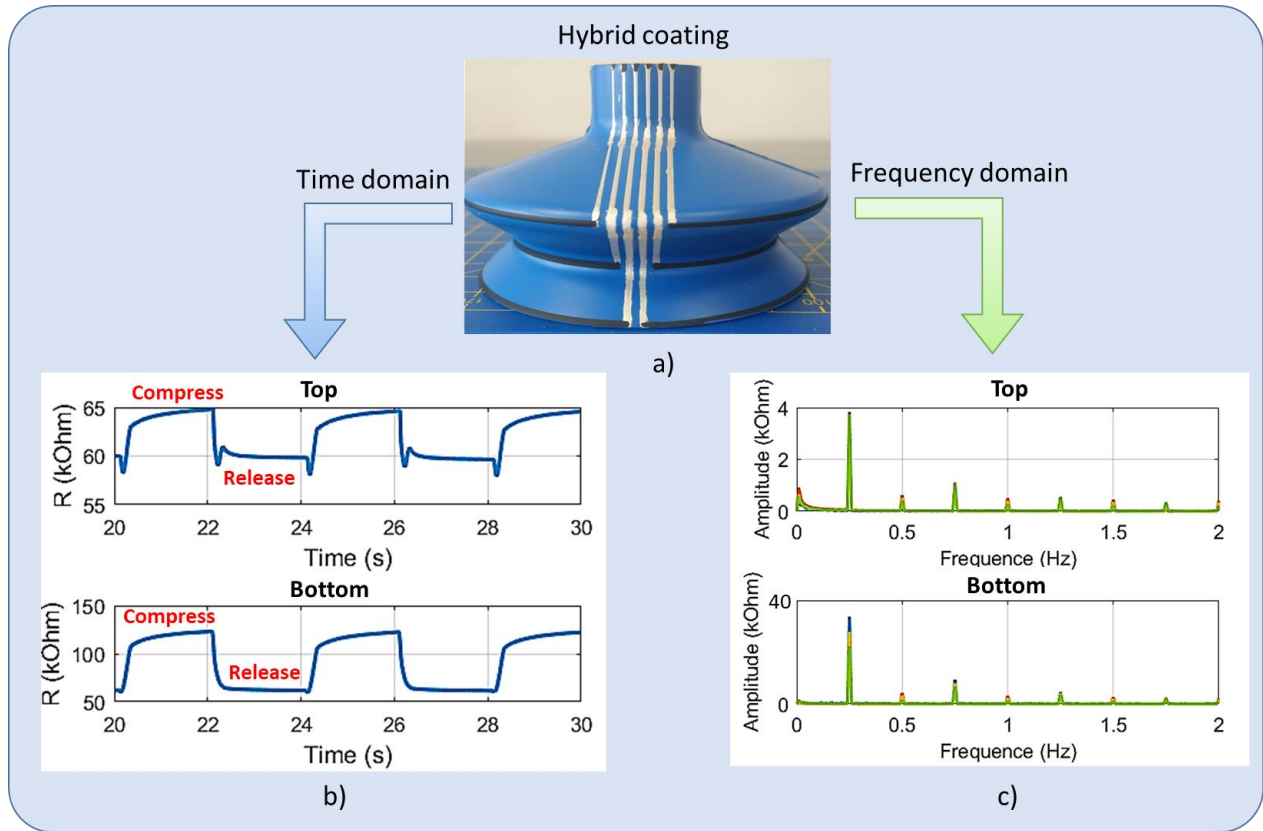 Hybrid coating
Time domain
Frequency domain
a)
Top
Compress
Release
R (kOhm)
65
60
55
20 22 24 26 28 30
Time (s)
Bottom
Compress
Release
R (kOhm)
150
100
50
20 22 24 26 28 30
Time (s)
b)
Top
Amplitude (kOhm)
4
2
0
0 0.5 1 1.5 2
Frequence (Hz)
Bottom
Amplitude (kOhm)
40
0
0 0.5 1 1.5 2
Frequence (Hz)
c)